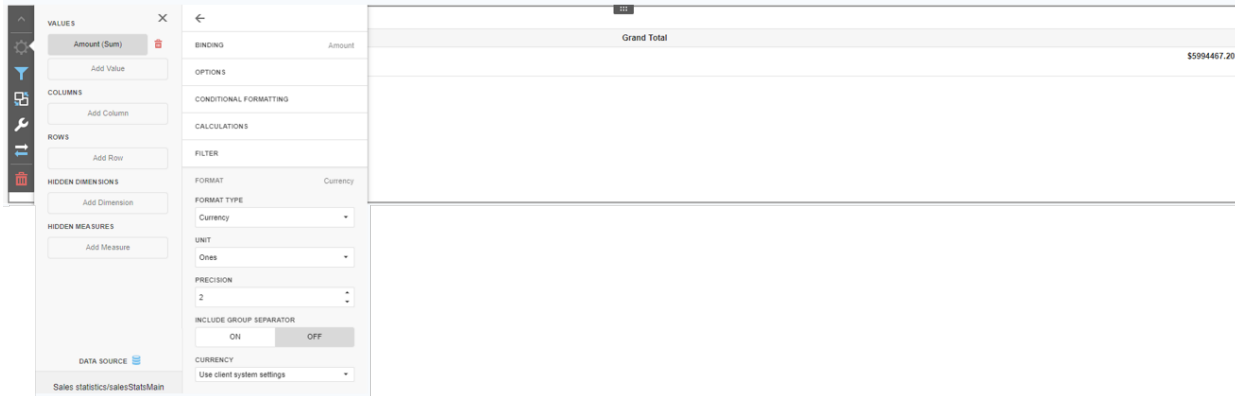 VALUES
Amount (Sum)
Add Value
COLUMNS
Add Column
ROWS
Add Row
HIDDEN DIMENSIONS
Add Dimension
HIDDEN MEASURES
Add Measure
DATA SOURCE
Sales statistics/salesStatsMain
BINDING Amount
OPTIONS
CONDITIONAL FORMATTING
CALCULATIONS
FILTER
FORMAT Currency
FORMAT TYPE
Currency
UNIT
Ones
PRECISION
2
INCLUDE GROUP SEPARATOR
ON OFF
CURRENCY
Use client system settings
Grand Total
$5994467.20